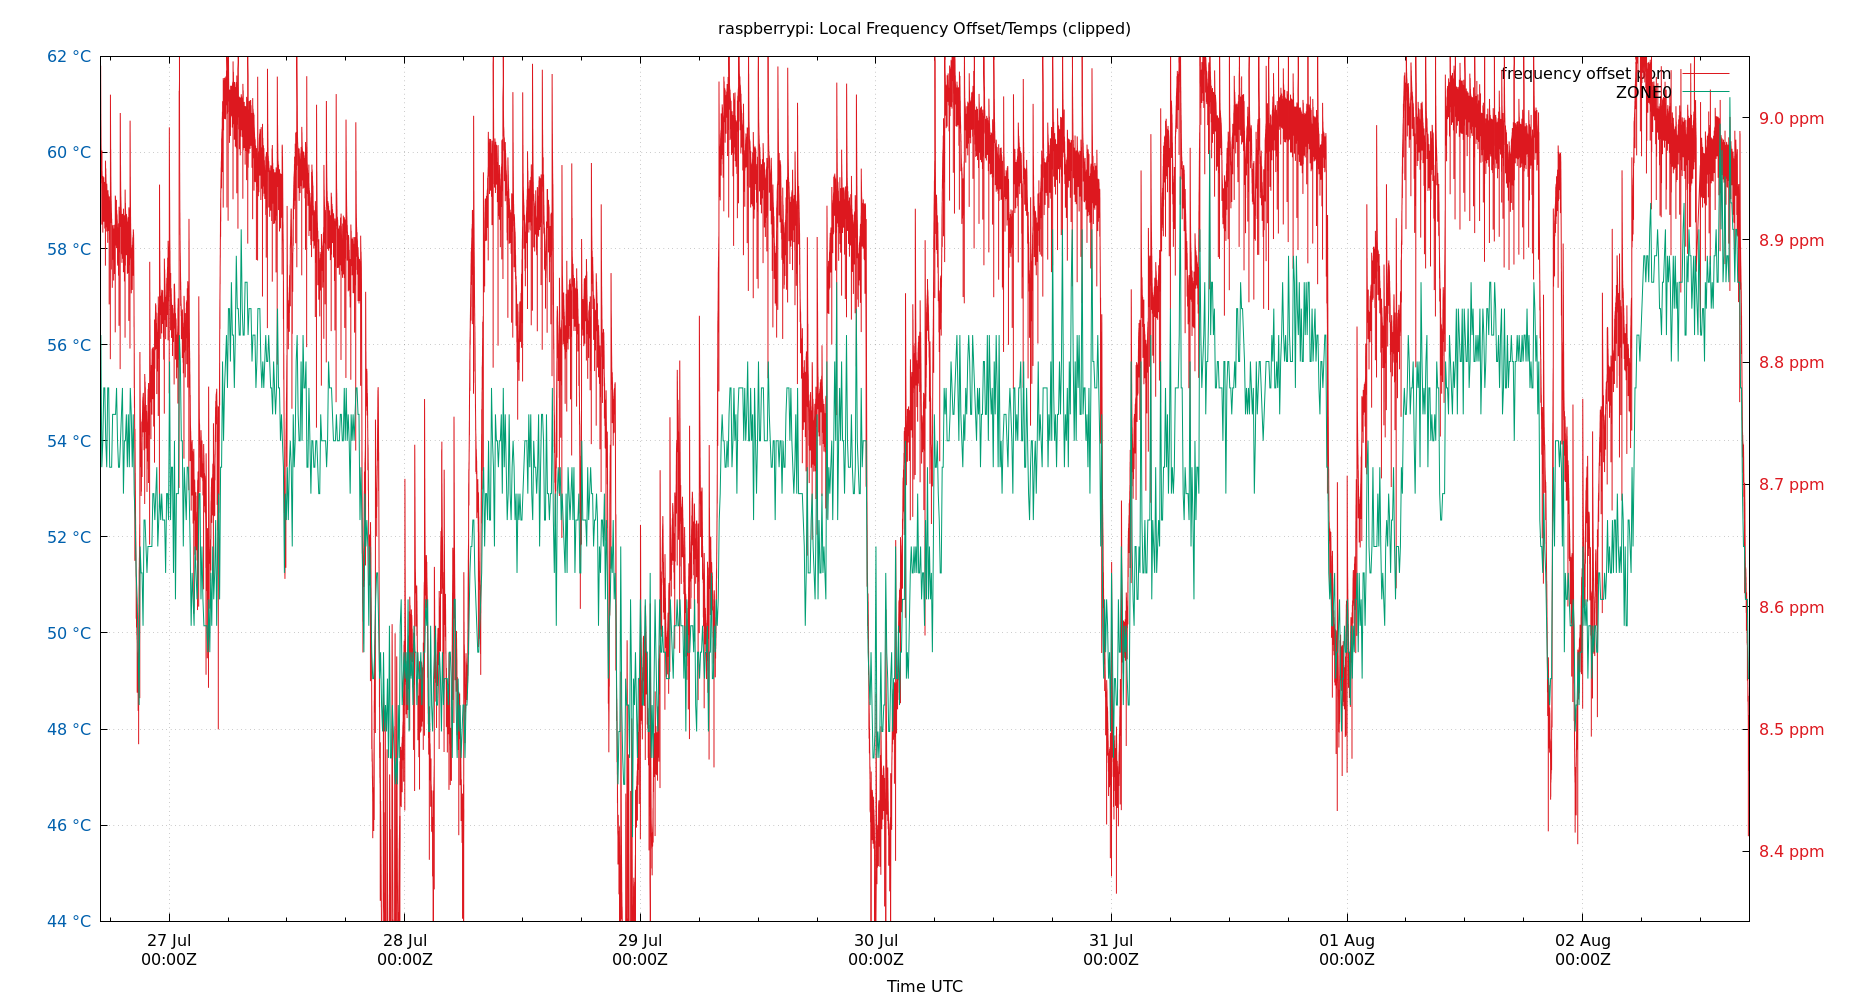 raspberrypi: Local Frequency Offset/Temps (clipped)
62 °C
60 °C
58 °C
56 °C
54 °C
52 °C
50 °C
48 °C
46 °C
44 °C
frequency offset ppm
ZONE0
9.0 ppm
8.9 ppm
8.8 ppm
8.7 ppm
8.6 ppm
8.5 ppm
8.4 ppm
27 Jul
00:00Z
28 Jul
00:00Z
29 Jul
00:00Z
30 Jul
00:00Z
31 Jul
00:00Z
01 Aug
00:00Z
02 Aug
00:00Z
Time UTC